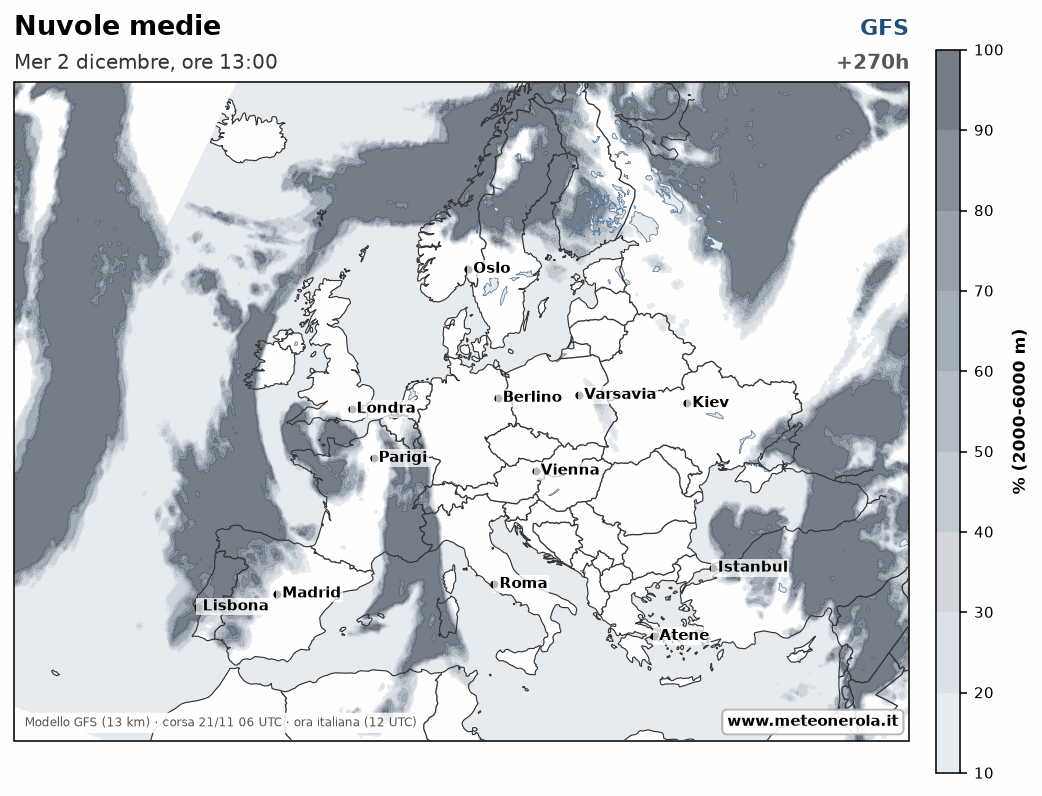 Nuvole medie
GFS
Mer 2 dicembre, ore 13:00
+270h
100
90
80
70
60
50
40
30
20
10
% (2000-6000 m)
Oslo
Berlino
Varsavia
Kiev
Londra
Parigi
Vienna
Istanbul
Roma
Madrid
Lisbona
Atene
Modello GFS (13 km) · corsa 21/11 06 UTC · ora italiana (12 UTC)
www.meteonerola.it